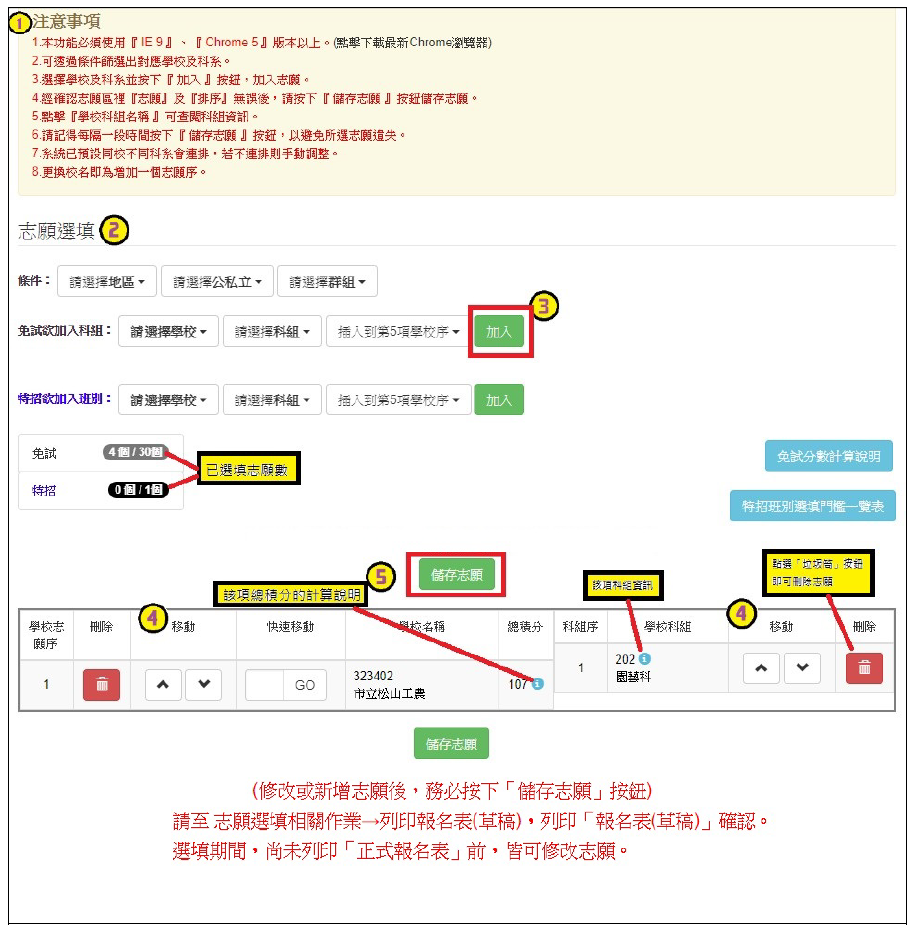 1 注意事項
1.本功能必須使用『 IE 9 』、『 Chrome 5 』版本以上。(點擊下載最新Chrome瀏覽器)
2.可透過條件篩選出對應學校及科系。
3.選擇學校及科系並按下『 加入 』按鈕，加入志願。
4.經確認志願區裡『志願』及『排序』無誤後，請按下『 儲存志願 』按鈕儲存志願。
5.點擊『學校科組名稱 』可查閱科組資訊。
6.請記得每隔一段時間按下『 儲存志願 』按鈕，以避免所選志願遺失。
7.系統已預設同校不同科系會連排，若不連排則手動調整。
8.更換校名即為增加一個志願序。
志願選填 2
條件： 請選擇地區 請選擇公私立 請選擇群組
3
免試欲加入科組： 請選擇學校 請選擇科組 插入到第5項學校序 加入
特招欲加入班別： 請選擇學校 請選擇科組 插入到第5項學校序 加入
免試 4 個 / 30個
已選填志願數
特招 0 個 / 1個
免試分數計算說明
特招班別選填門檻一覽表
儲存志願
5
該項總積分的計算說明
該項科組資訊
點選「垃圾筒」按鈕
即可刪除志願
學校志願序 刪除 4 移動 快速移動 學校名稱 總積分 科組序 學校科組 4 移動 刪除
1 GO 323402 107 1 202
市立松山工農 園藝科
儲存志願
(修改或新增志願後，務必按下「儲存志願」按鈕)
請至 志願選填相關作業→列印報名表(草稿)，列印「報名表(草稿)」確認。
選填期間，尚未列印「正式報名表」前，皆可修改志願。